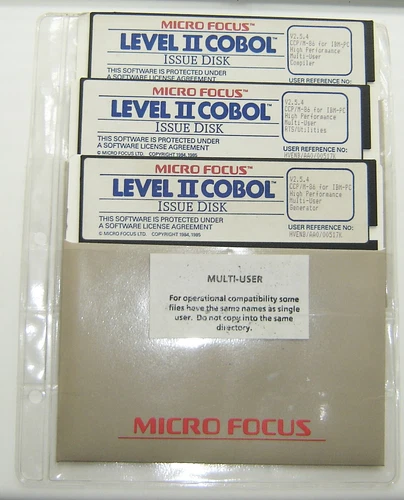 MICRO FOCUS™
LEVEL II COBOL™
ISSUE DISK
THIS SOFTWARE IS PROTECTED UNDER
A SOFTWARE LICENSE AGREEMENT
V2.5.4
CCP/M-86 for IBM-PC
High Performance
Multi-User
Compiler
USER REFERENCE NO:
MICRO FOCUS™
LEVEL II COBOL™
ISSUE DISK
THIS SOFTWARE IS PROTECTED UNDER
A SOFTWARE LICENSE AGREEMENT
© MICRO FOCUS LTD. COPYRIGHT 1984, 1985
V2.5.4
CCP/M-86 for IBM-PC
High Performance
Multi-User
RTS/Utilities
USER REFERENCE NO:
HVENB/AAO/00517K
MICRO FOCUS™
LEVEL II COBOL™
ISSUE DISK
THIS SOFTWARE IS PROTECTED UNDER
A SOFTWARE LICENSE AGREEMENT
© MICRO FOCUS LTD. COPYRIGHT 1984, 1985
V2.5.4
CCP/M-86 for IBM-PC
High Performance
Multi-User
Generator
USER REFERENCE NO:
HVENB/AAO/00517K
MULTI-USER
For operational compatibility some
files have the same names as single
user. Do not copy into the same
directory.
MICRO FOCUS